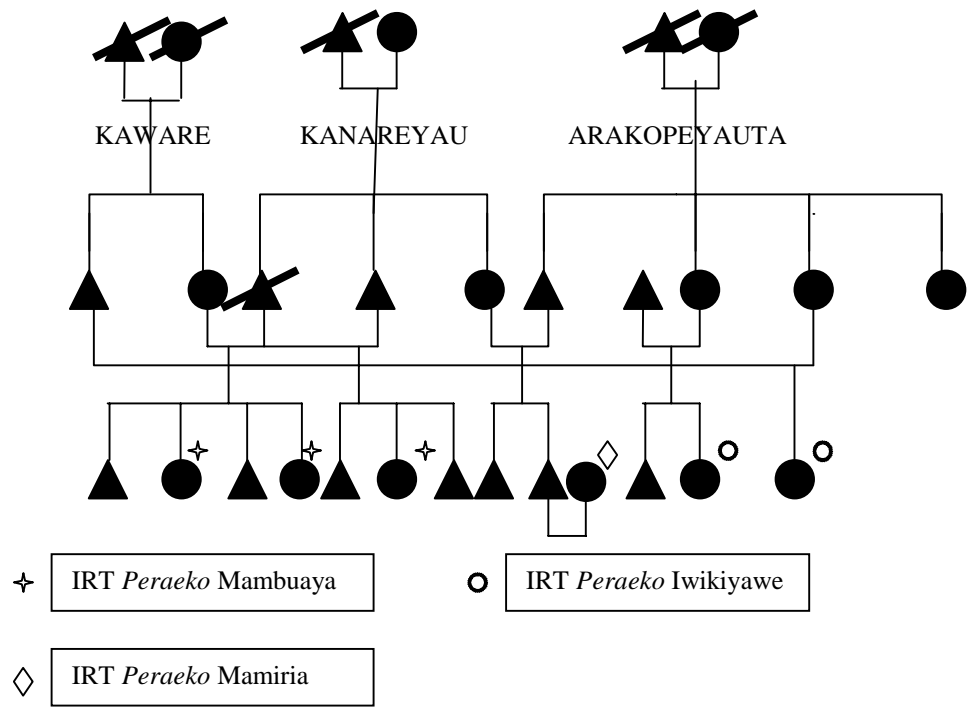 KAWARE KANAREYAU ARAKOPEYAUTA
IRT Peraeko Mambuaya
IRT Peraeko Iwikiyawe
IRT Peraeko Mamiria